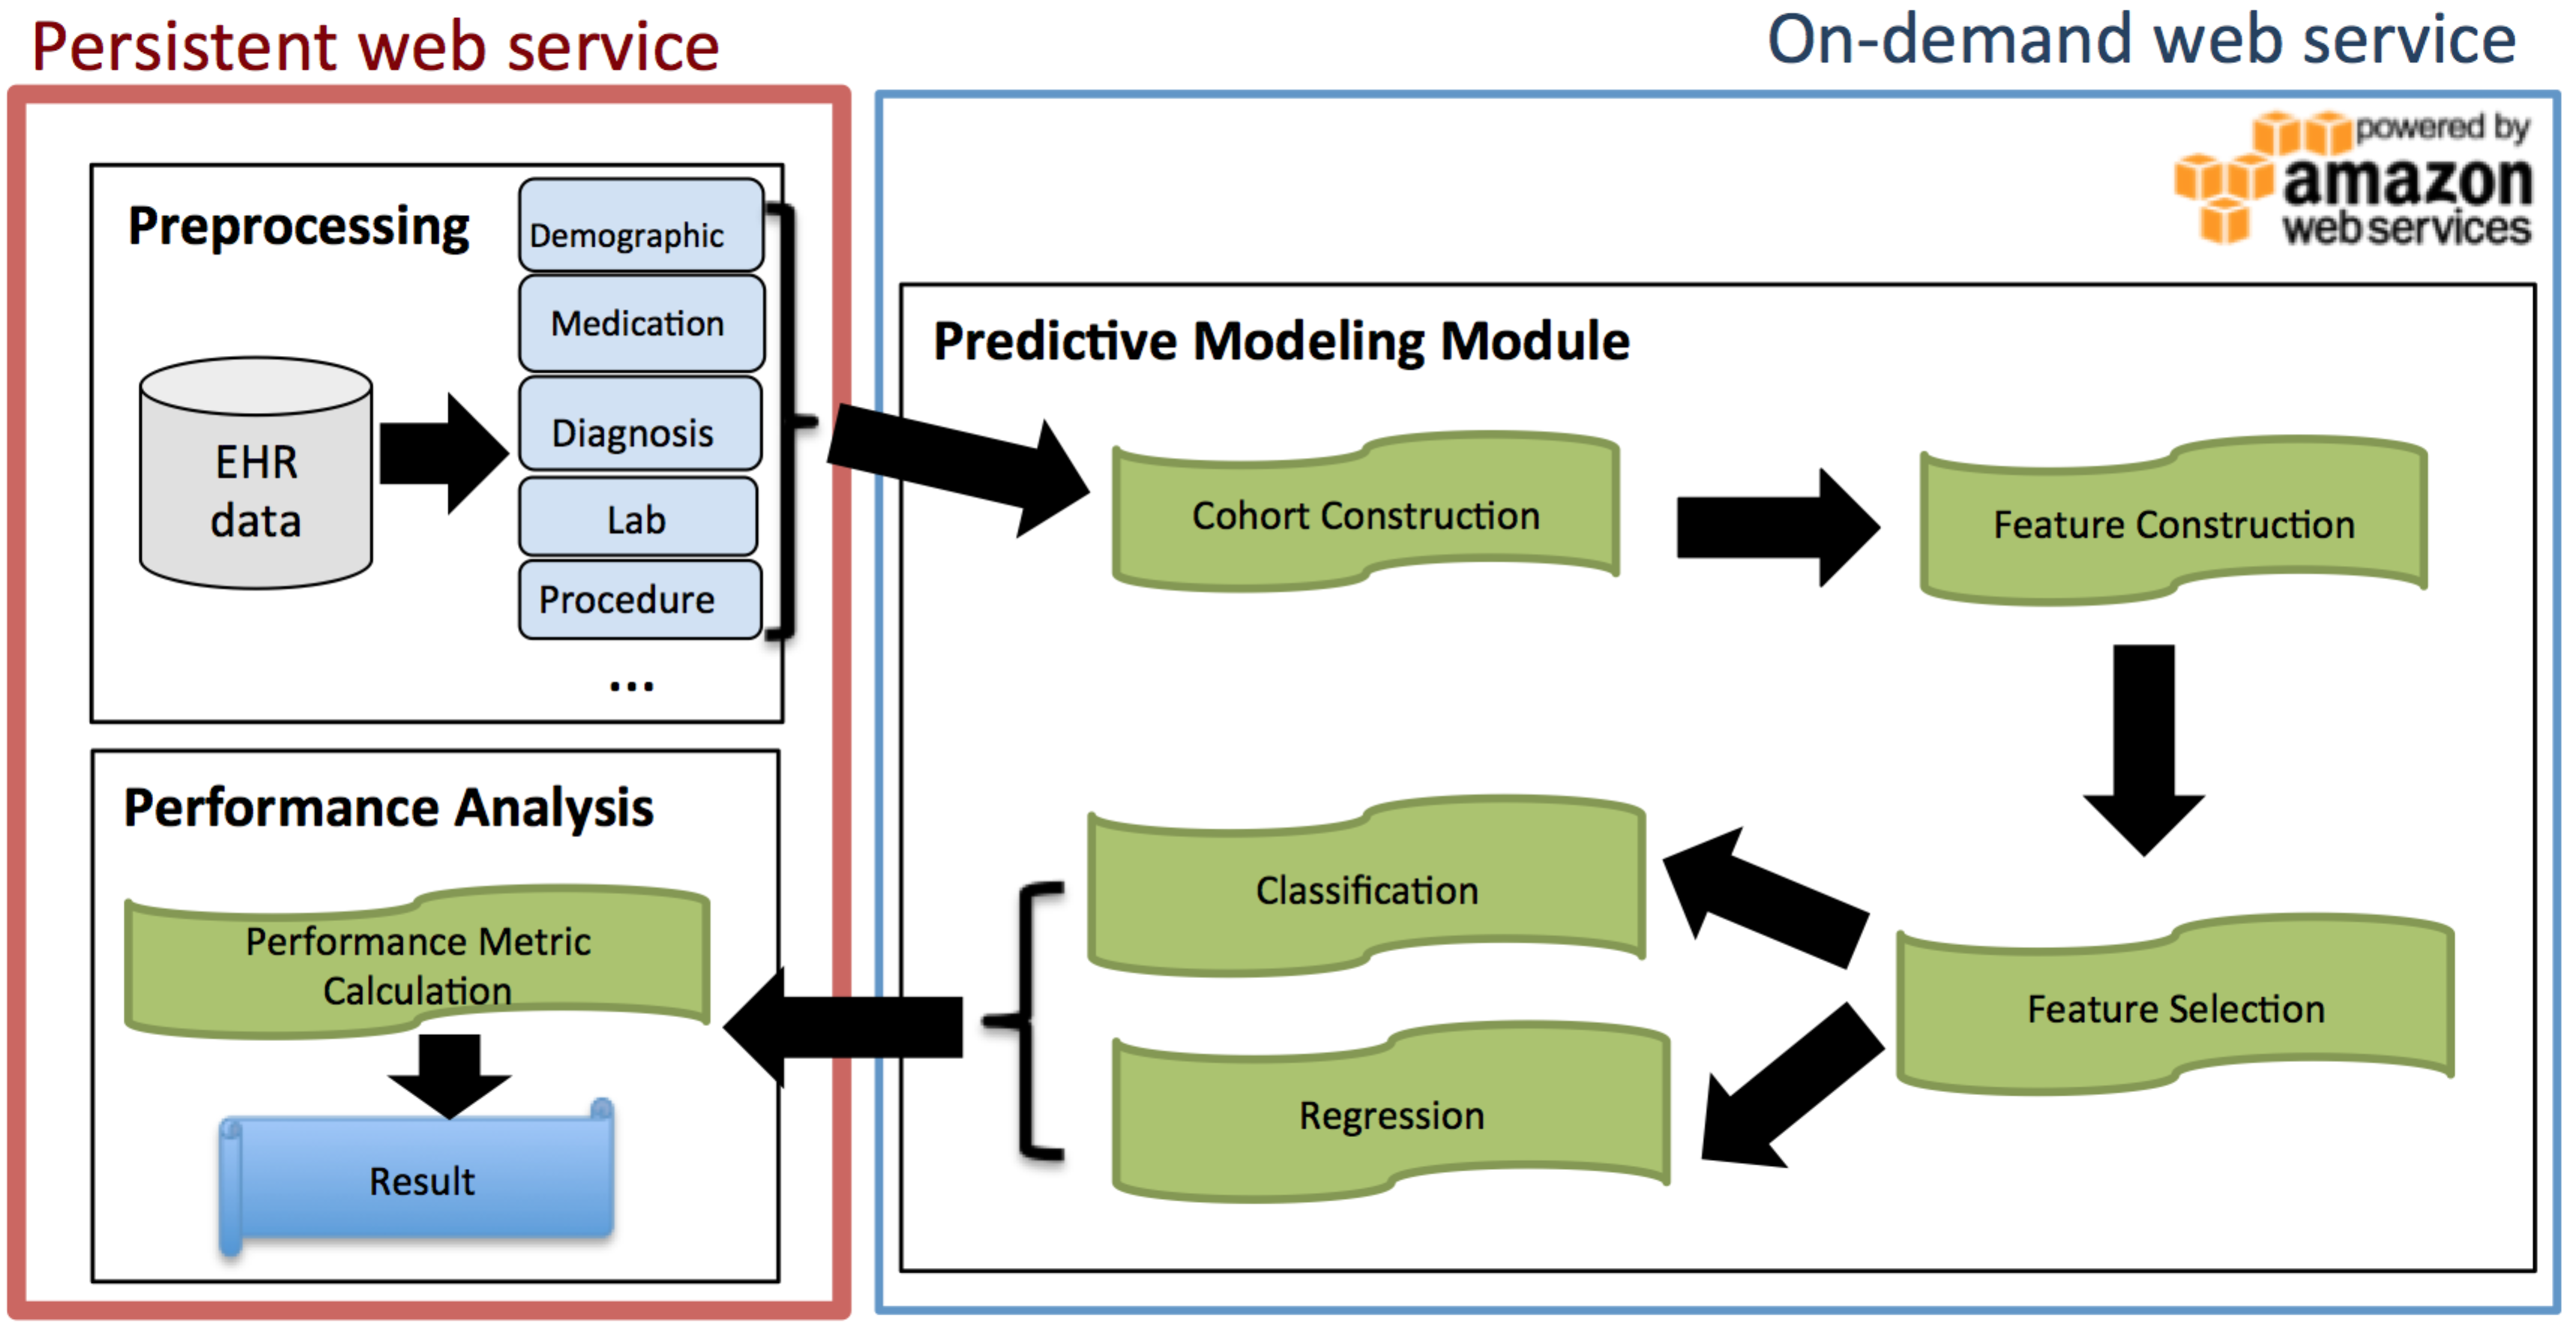 Persistent web service
On-demand web service
powered by
amazon
web services
Preprocessing
EHR
data
Demographic
Medication
Diagnosis
Lab
Procedure
...
Predictive Modeling Module
Cohort Construction
Feature Construction
Feature Selection
Classification
Regression
Performance Analysis
Performance Metric
Calculation
Result